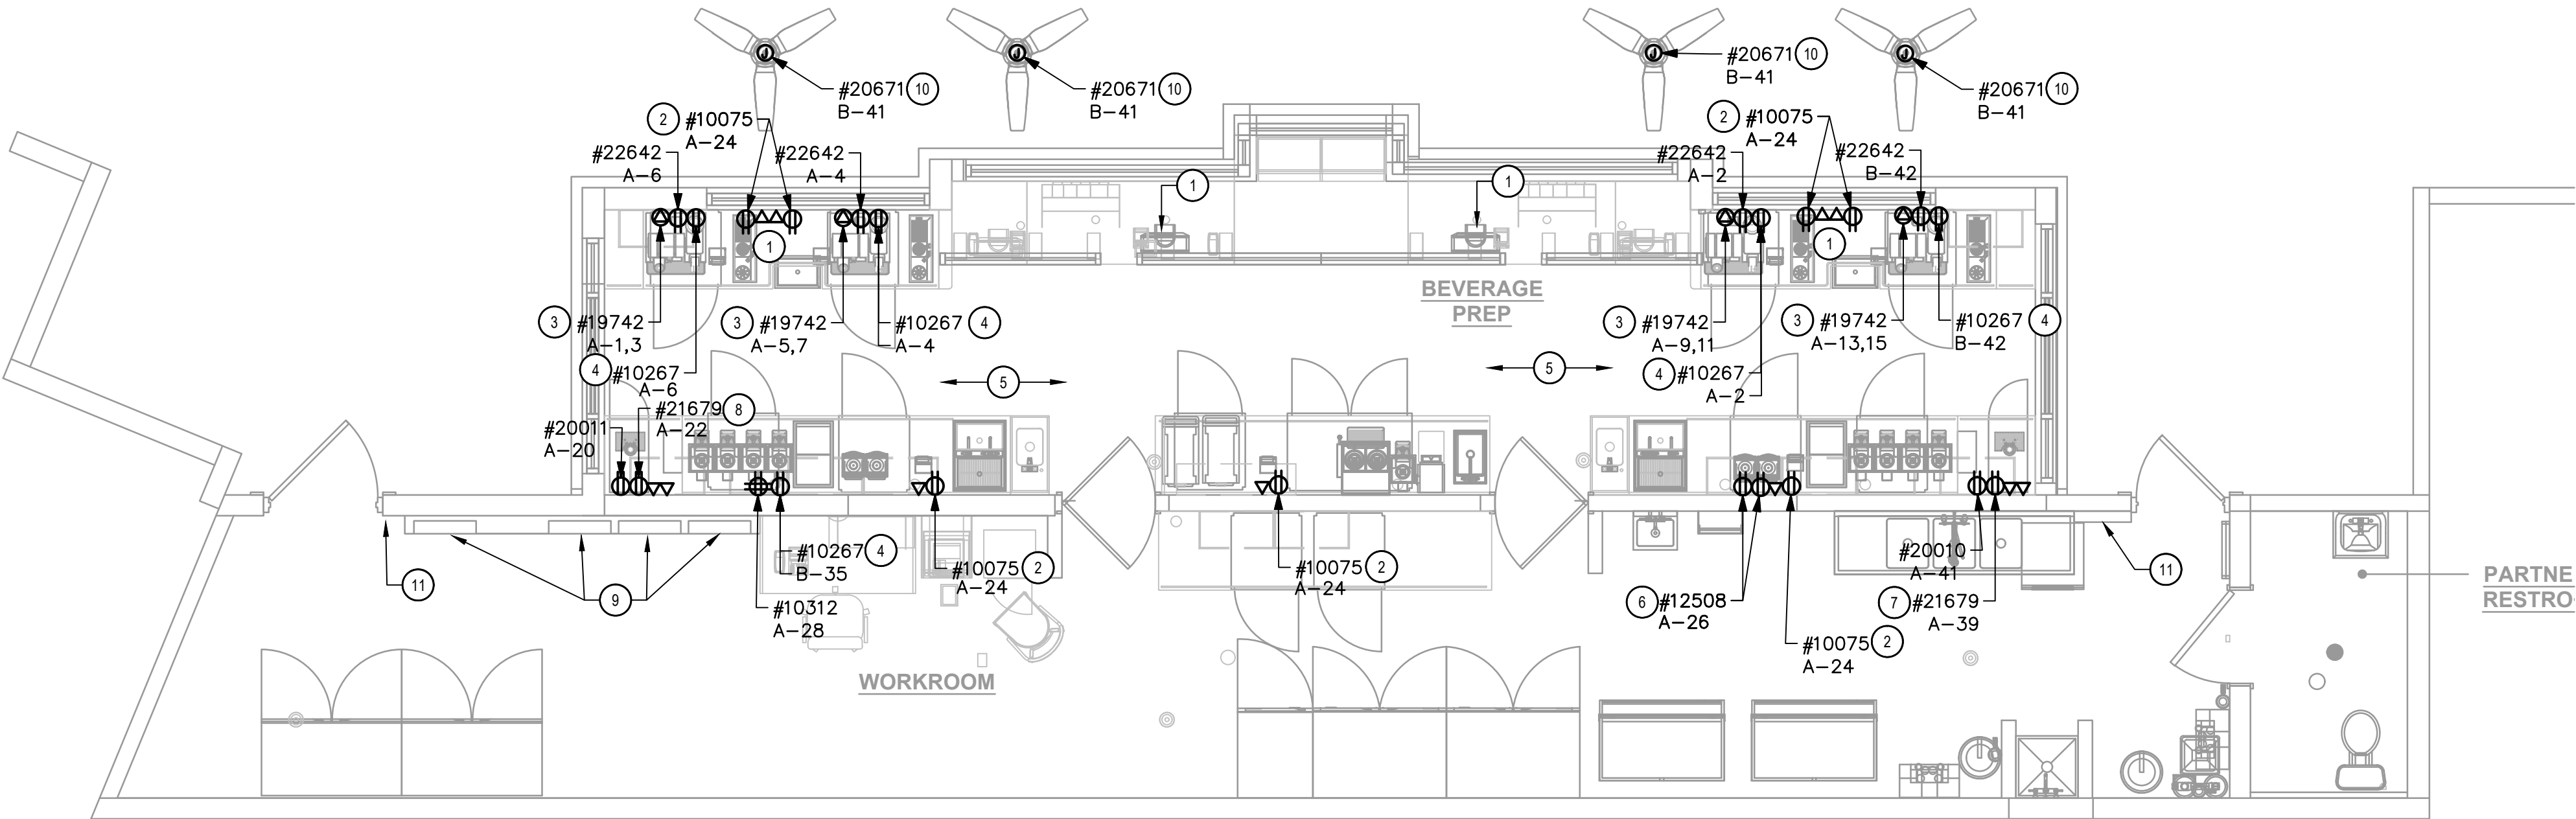 J
J
J
J
#20671 10
B-41
#20671 10
B-41
#20671 10
B-41
#20671 10
B-41
2 #10075
A-24
#22642
A-6
#22642
A-4
2 #10075
A-24
#22642
A-2
#22642
B-42
1
1
1
1
BEVERAGE
PREP
3 #19742
A-1,3
3 #19742
A-5,7
#10267 4
A-4
3 #19742
A-9,11
3 #19742
A-13,15
#10267 4
B-42
4 #10267
A-6
5
5
4 #10267
A-2
#21679 8
A-22
#20011
A-20
11
9
#10267 4
B-35
#10312
A-28
#10075 2
A-24
#10075 2
A-24
#20010
A-41
11
6 #12508
A-26
7 #21679
A-39
#10075 2
A-24
PARTNE
RESTRO
WORKROOM